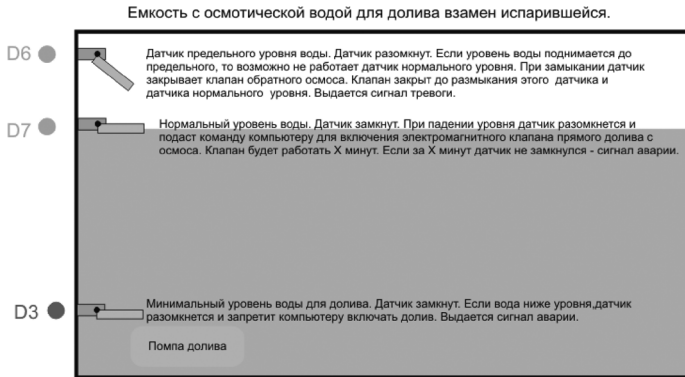 Емкость с осмотической водой для долива взамен испарившейся.
D6
Датчик предельного уровня воды. Датчик разомкнут. Если уровень воды поднимается до
предельного, то возможно не работает датчик нормального уровня. При замыкании датчик
закрывает клапан обратного осмоса. Клапан закрыт до размыкания этого датчика и
датчика нормального уровня. Выдается сигнал тревоги.
D7
Нормальный уровень воды. Датчик замкнут. При падении уровня датчик разомкнется и
подаст команду компьютеру для включения электромагнитного клапана прямого долива с
осмоса. Клапан будет работать X минут. Если за X минут датчик не замкнулся - сигнал аварии.
D3
Минимальный уровень воды для долива. Датчик замкнут. Если вода ниже уровня,датчик
разомкнется и запретит компьютеру включать долив. Выдается сигнал аварии.
Помпа долива